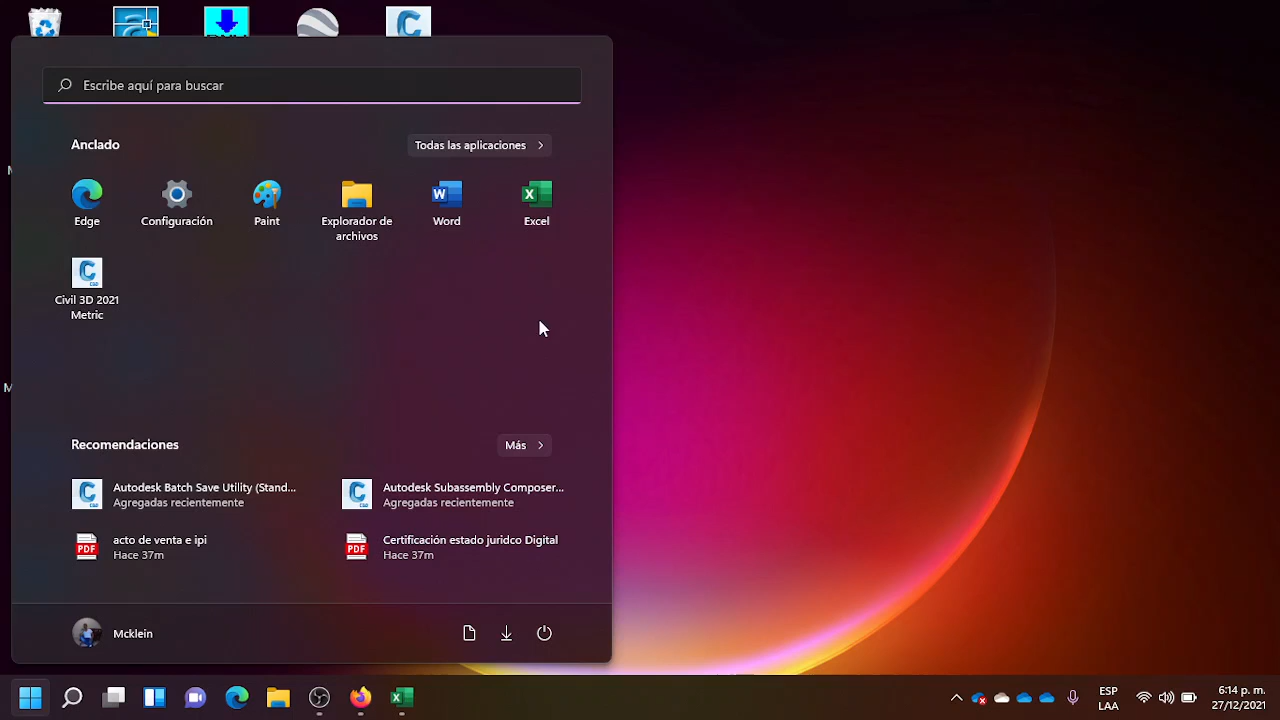 Escribe aquí para buscar
Anclado
Todas las aplicaciones
Edge
Configuración
Paint
Explorador de
archivos
Word
Excel
Civil 3D 2021
Metric
Recomendaciones
Más
Autodesk Batch Save Utility (Stand...
Agregadas recientemente
Autodesk Subassembly Composer...
Agregadas recientemente
acto de venta e ipi
Hace 37m
Certificación estado juridco Digital
Hace 37m
Mcklein
ESP
LAA
6:14 p. m.
27/12/2021